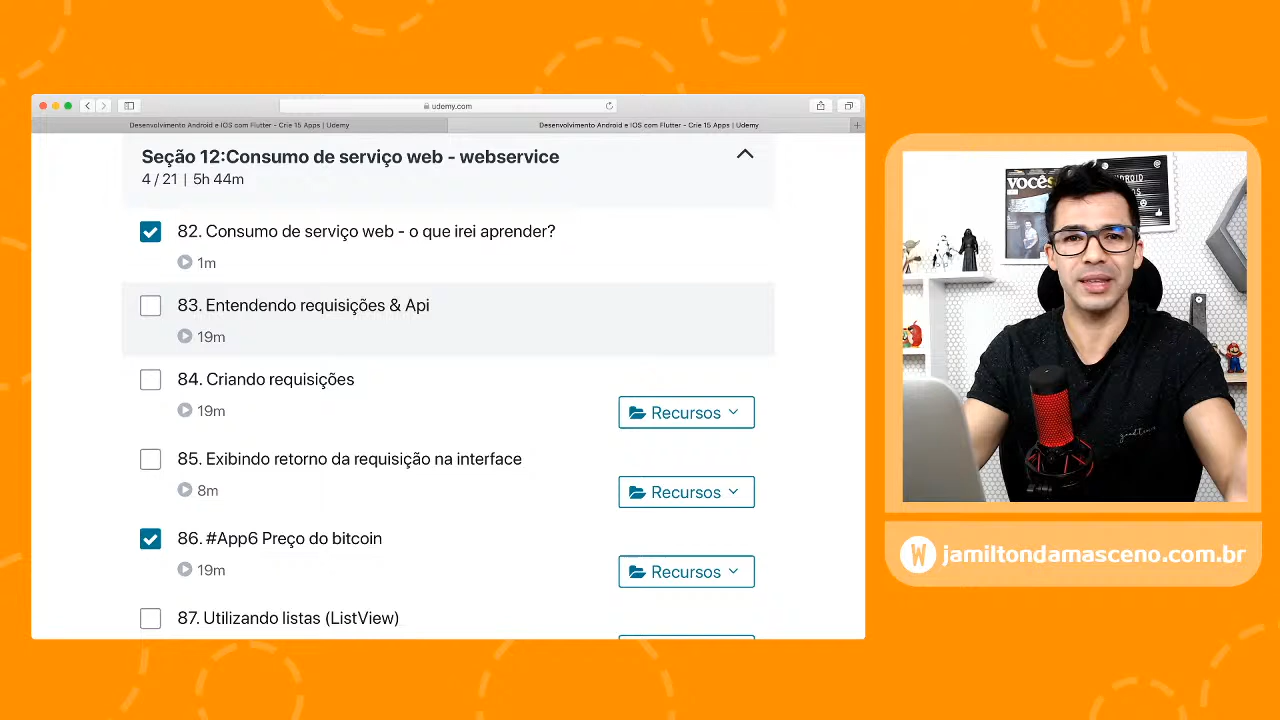 udemy.com
Desenvolvimento Android e IOS com Flutter - Crie 15 Apps | Udemy
Desenvolvimento Android e IOS com Flutter - Crie 15 Apps | Udemy
Seção 12:Consumo de serviço web - webservice
4 / 21 | 5h 44m
82. Consumo de serviço web - o que irei aprender?
1m
83. Entendendo requisições & Api
19m
84. Criando requisições
19m
Recursos
85. Exibindo retorno da requisição na interface
8m
Recursos
86. #App6 Preço do bitcoin
19m
Recursos
87. Utilizando listas (ListView)
VOCÊ
W jamiltondamasceno.com.br